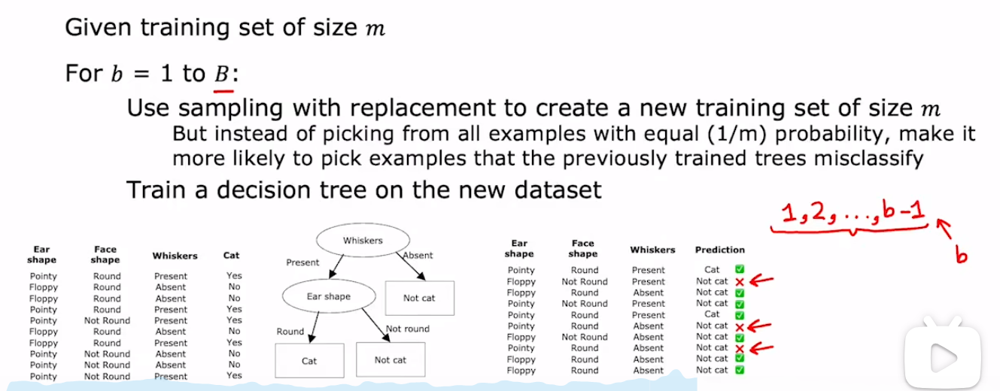 Given training set of size m
For b = 1 to B:
Use sampling with replacement to create a new training set of size m
But instead of picking from all examples with equal (1/m) probability, make it
more likely to pick examples that the previously trained trees misclassify
Train a decision tree on the new dataset
1,2,...,b-1
b
Ear shape Face shape Whiskers Cat
Pointy Round Present Yes
Floppy Round Absent No
Floppy Round Absent No
Pointy Round Present Yes
Pointy Not Round Present Yes
Floppy Round Absent No
Floppy Round Present Yes
Pointy Not Round Absent No
Pointy Not Round Absent No
Pointy Not Round Present Yes
Whiskers
Present Absent
Ear shape Not cat
Round Not round
Cat Not cat
Ear shape Face shape Whiskers Prediction
Pointy Round Present Cat ✅
Floppy Not Round Present Not cat ✗
Floppy Round Absent Not cat ✅
Pointy Not Round Present Not cat ✅
Pointy Round Present Cat ✅
Pointy Round Absent Not cat ✗
Floppy Not Round Absent Not cat ✅
Pointy Round Absent Not cat ✗
Floppy Round Absent Not cat ✅
Floppy Round Absent Not cat ✅